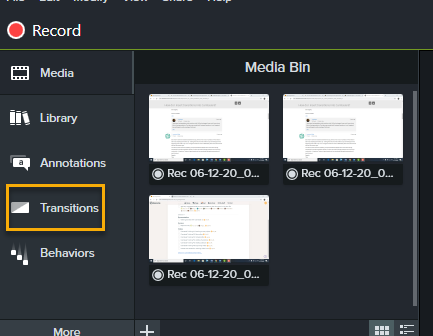 File Edit Modify View Share Help
Record
Media
Library
a
Annotations
Transitions
Behaviors
More
Media Bin
Rec 06-12-20_0...
Rec 06-12-20_0...
Rec 06-12-20_0...